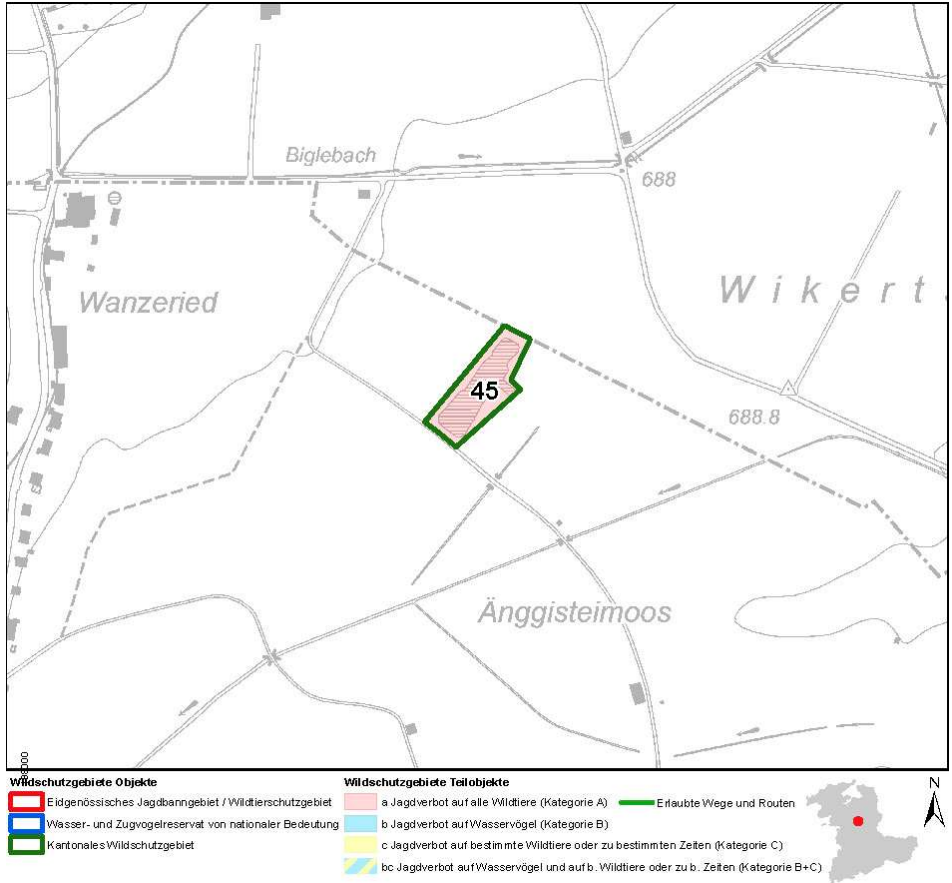 Biglebach
688
Wikert
Wanzeried
45
688.8
Änggisteimoos
Wildschutzgebiete Objekte
Eidgenössisches Jagdbanngebiet / Wildtierschutzgebiet
Wasser- und Zugvogelreservat von nationaler Bedeutung
Kantonales Wildschutzgebiet
Wildschutzgebiete Teilobjekte
a Jagdverbot auf alle Wildtiere (Kategorie A)
b Jagdverbot auf Wasservögel (Kategorie B)
c Jagdverbot auf bestimmte Wildtiere oder zu bestimmten Zeiten (Kategorie C)
bc Jagdverbot auf Wasservögel und auf b. Wildtiere oder zu b. Zeiten (Kategorie B+C)
Erlaubte Wege und Routen
N